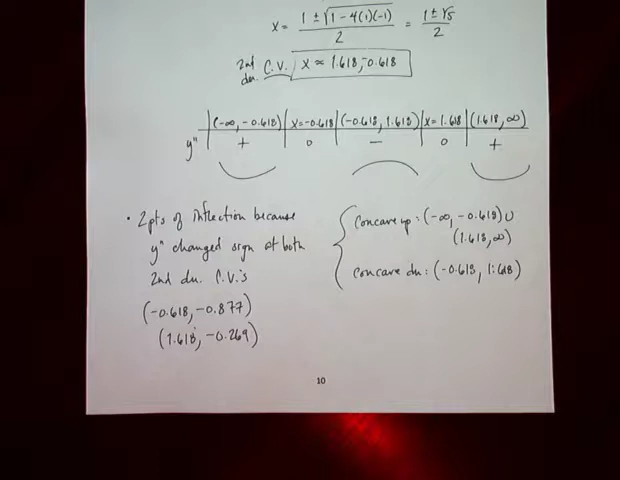 x = 1 ± √1 - 4(1)(-1) / 2 = 1 ± √5 / 2
2nd du. C.V. x ≈ 1.618, -0.618
(-∞, -0.618) | x = -0.618 | (-0.618, 1.618) | x = 1.618 | (1.618, ∞)
y" + 0 - 0 +
• 2 pts of inflection because
y" changed sign at both
2nd du. C.V.'s
(-0.618, -0.877)
(1.618, -0.269)
Concave up: (-∞, -0.618) ∪
(1.618, ∞)
Concave dn: (-0.618, 1.618)
10